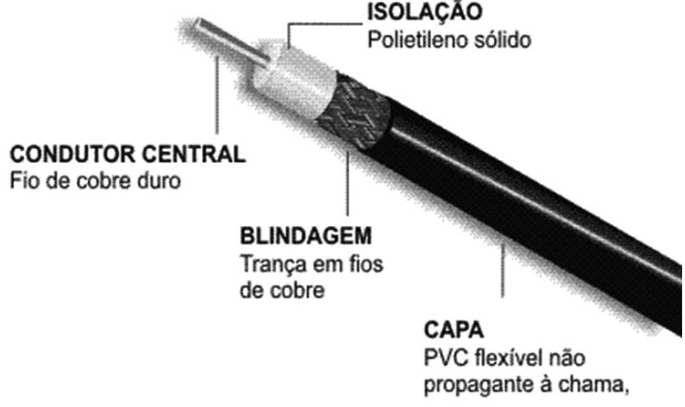 ISOLAÇÃO
Polietileno sólido
CONDUTOR CENTRAL
Fio de cobre duro
BLINDAGEM
Trança em fios
de cobre
CAPA
PVC flexível não
propagante à chama,